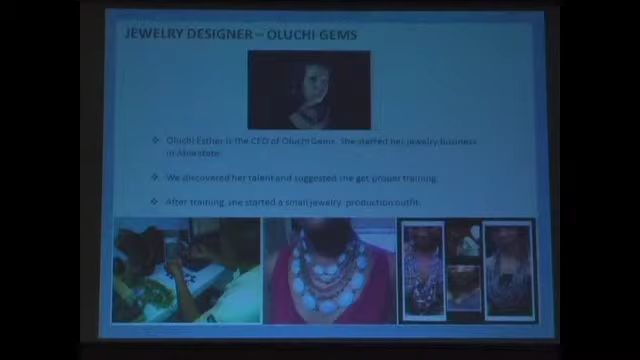 JEWELRY DESIGNER – OLUCHI GEMS
Oluchi Esther is the CEO of Oluchi Gems. She started her jewelry business
in Abia state.
We discovered her talent and suggested she get proper training.
After training, she started a small jewelry production outfit.